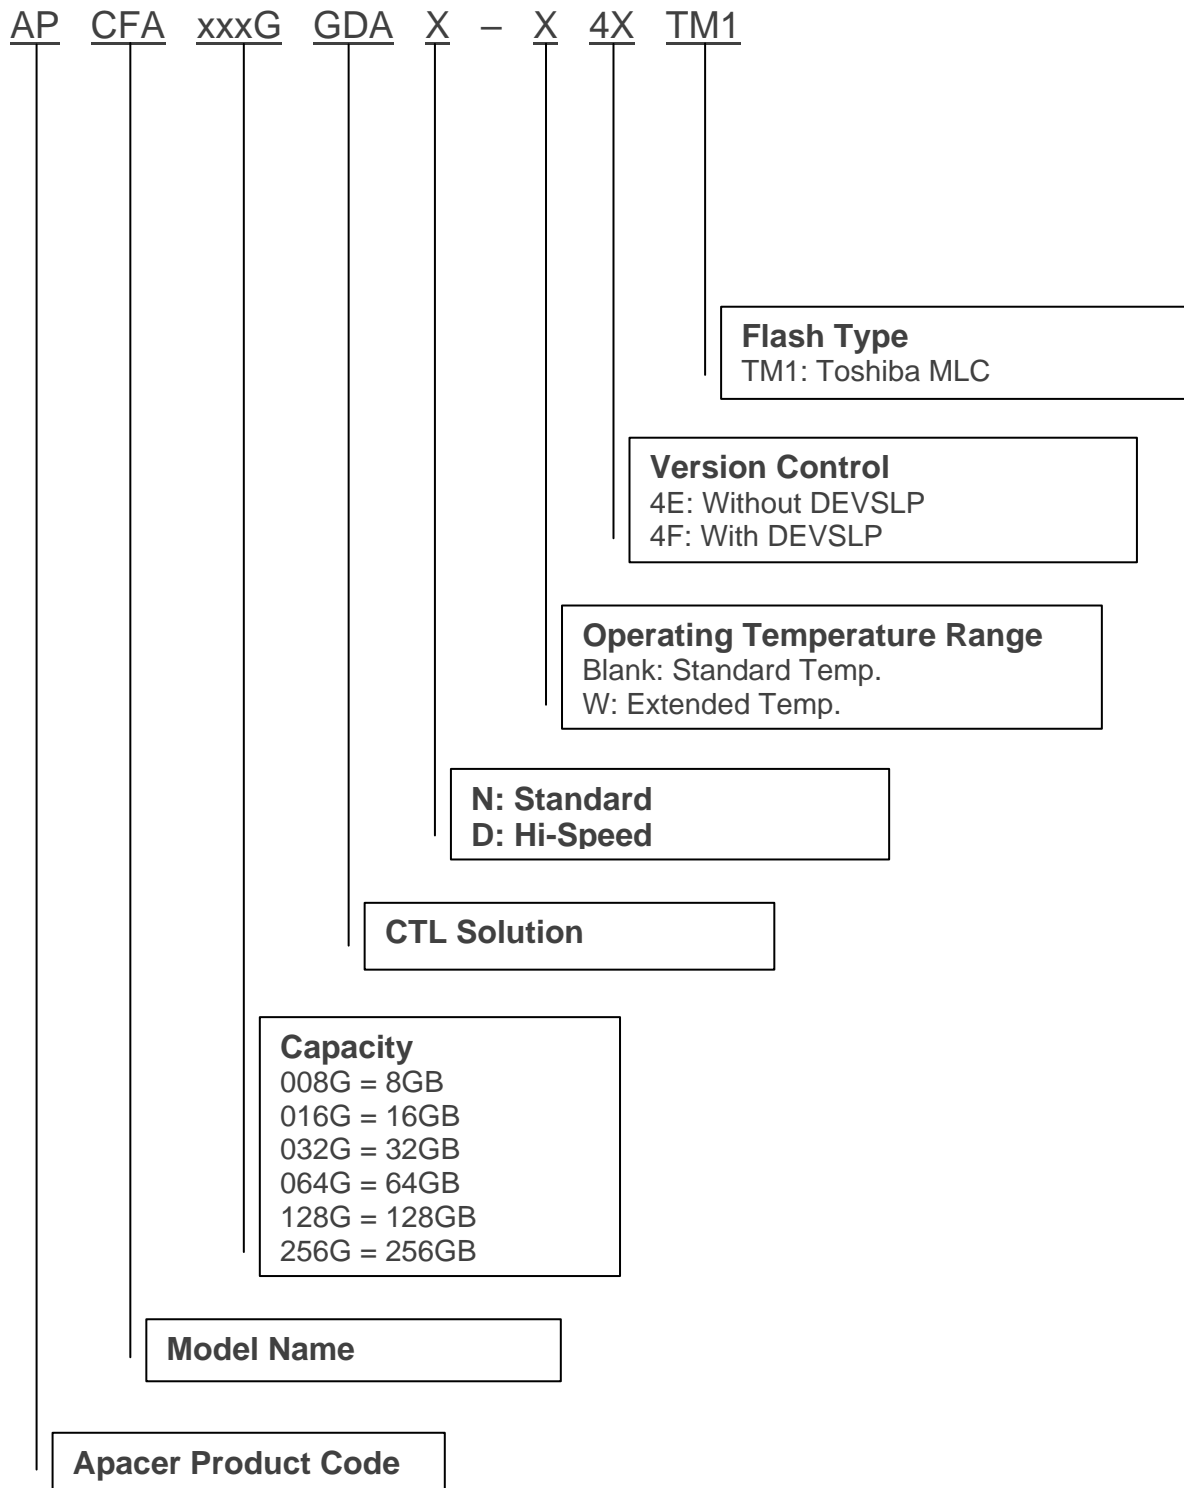 AP CFA xxxG GDA X – X 4X TM1
Flash Type
TM1: Toshiba MLC
Version Control
4E: Without DEVSLP
4F: With DEVSLP
Operating Temperature Range
Blank: Standard Temp.
W: Extended Temp.
N: Standard
D: Hi-Speed
CTL Solution
Capacity
008G = 8GB
016G = 16GB
032G = 32GB
064G = 64GB
128G = 128GB
256G = 256GB
Model Name
Apacer Product Code